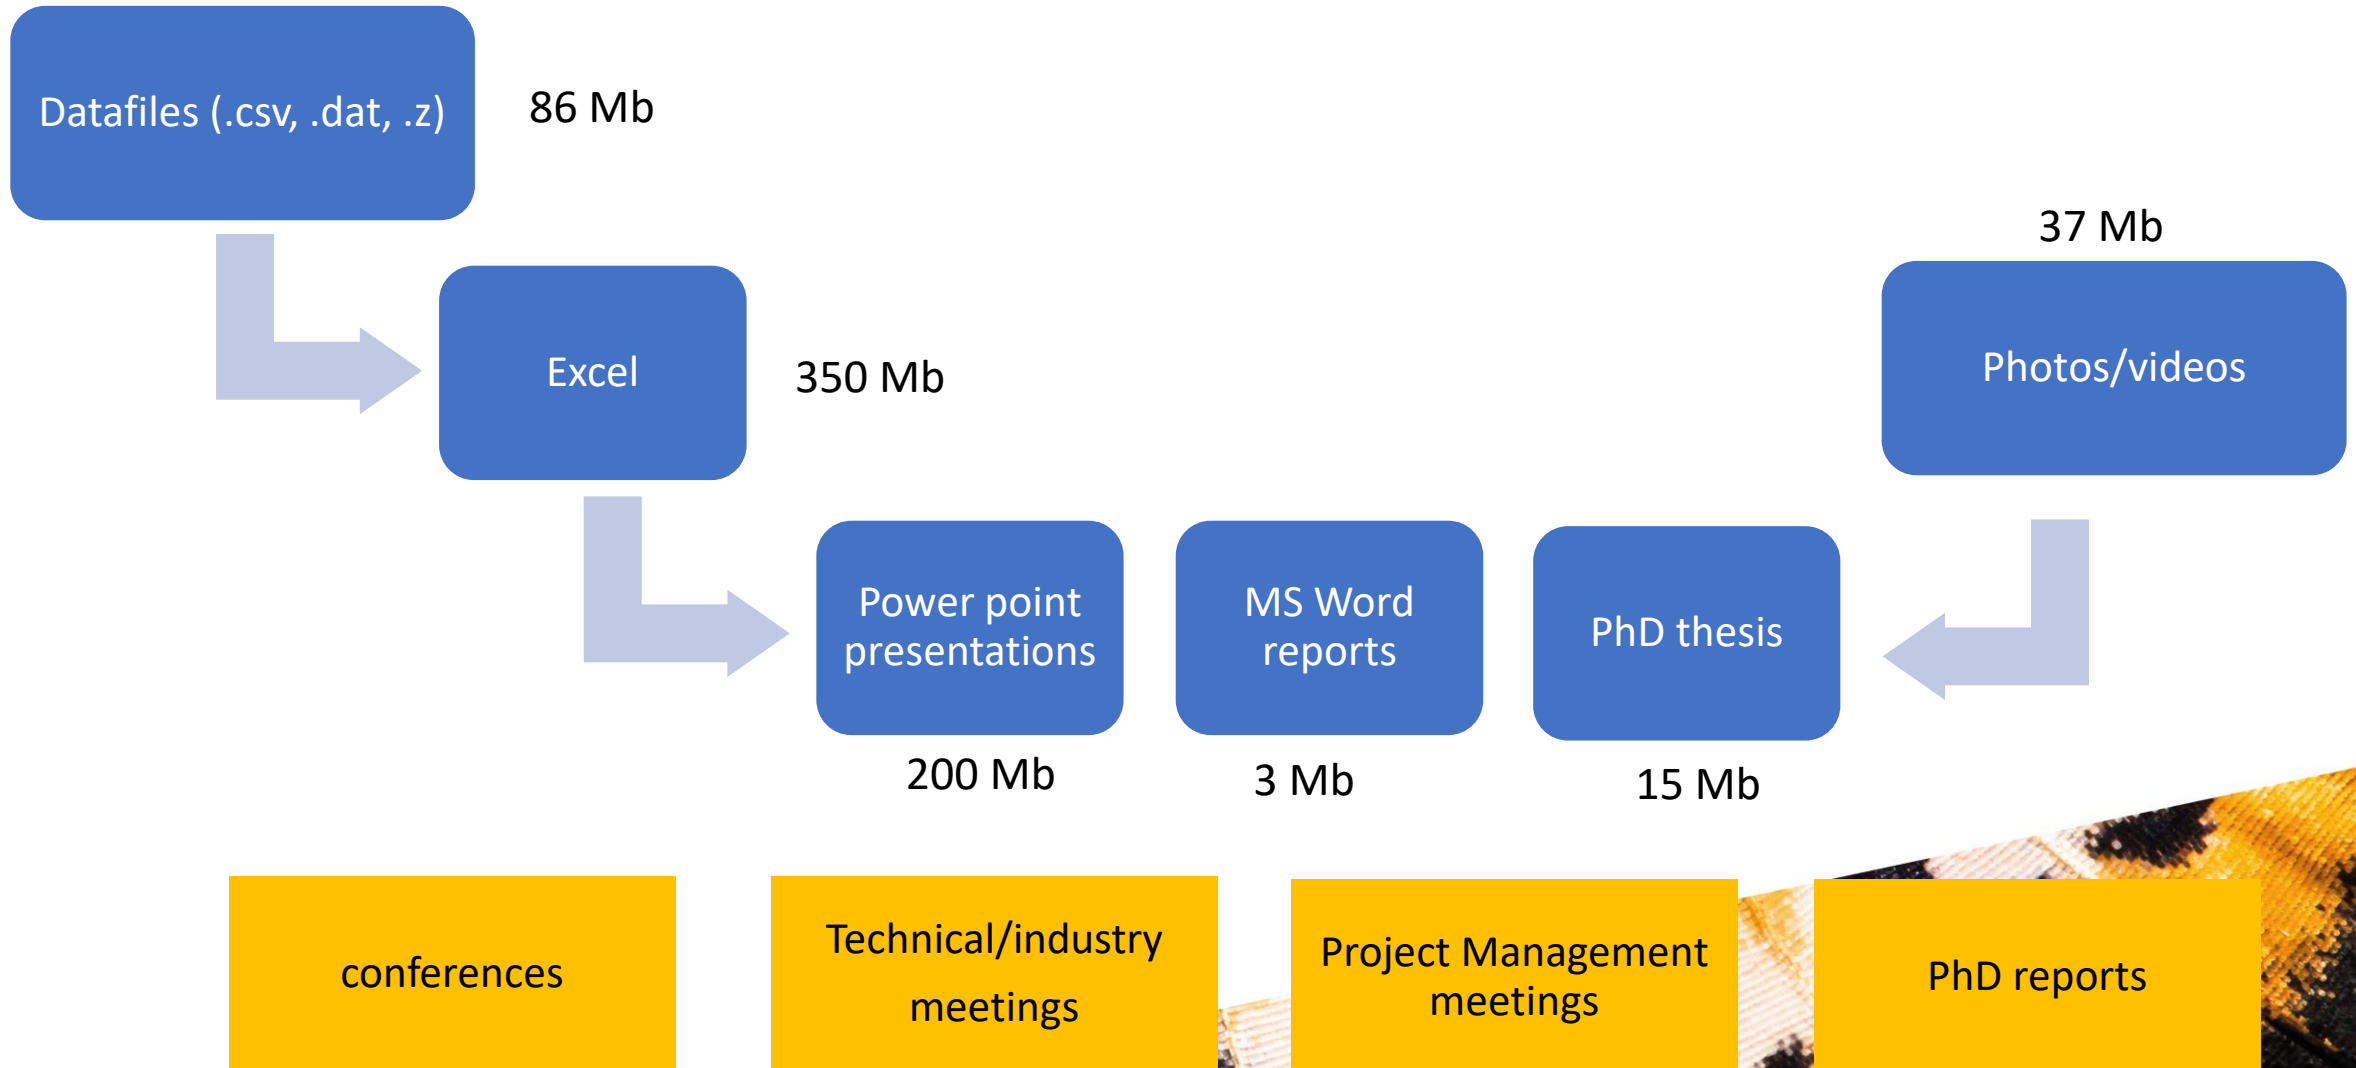 Datafiles (.csv, .dat, .z)
86 Mb
37 Mb
Excel
350 Mb
Photos/videos
Power point
presentations
MS Word
reports
PhD thesis
200 Mb
3 Mb
15 Mb
conferences
Technical/industry
meetings
Project Management
meetings
PhD reports